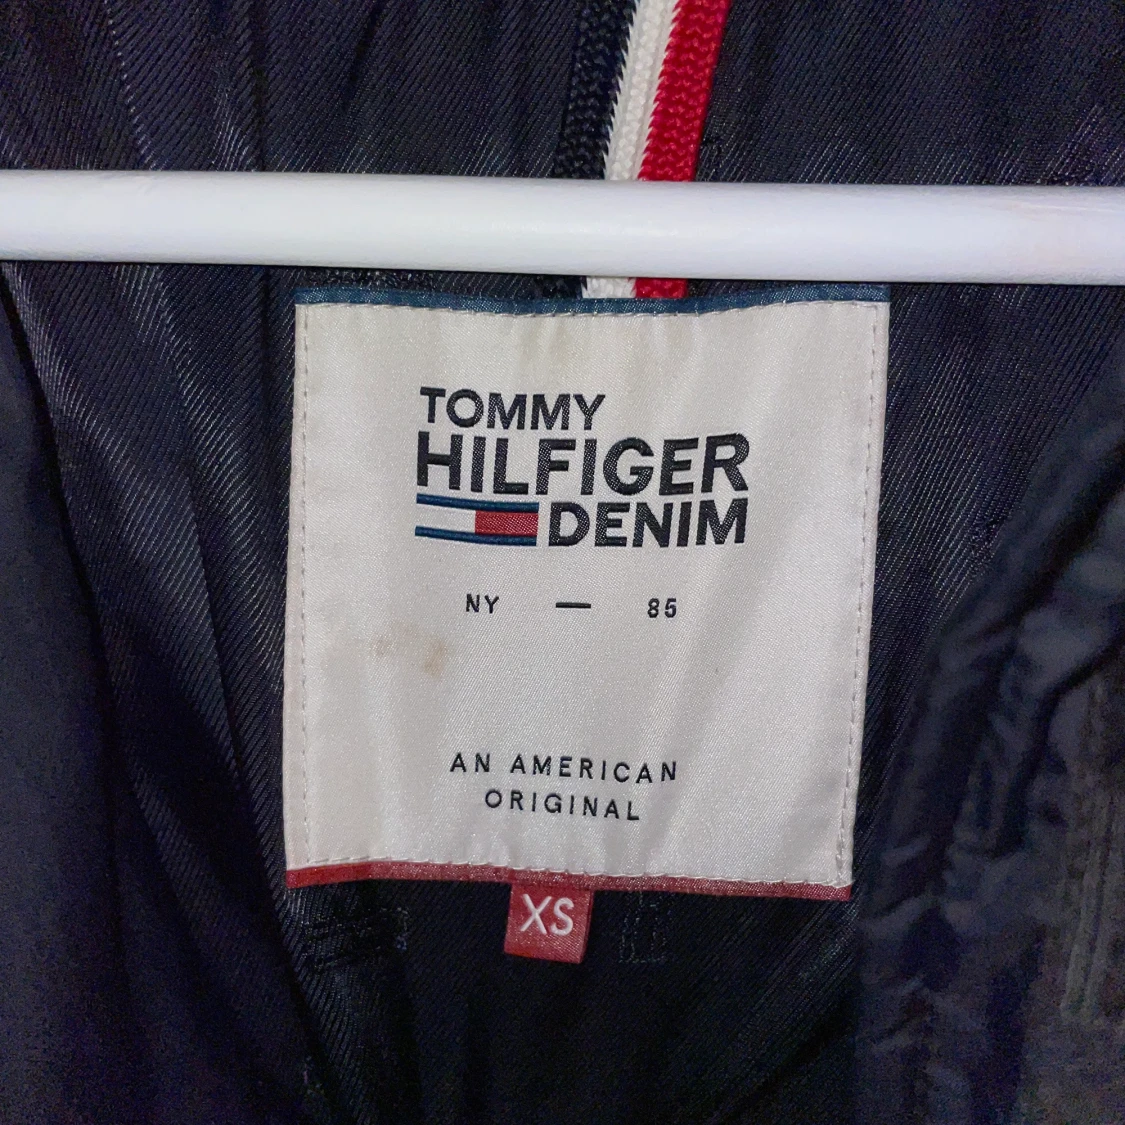 TOMMY
HILFIGER
DENIM
NY — 85
AN AMERICAN
ORIGINAL
XS